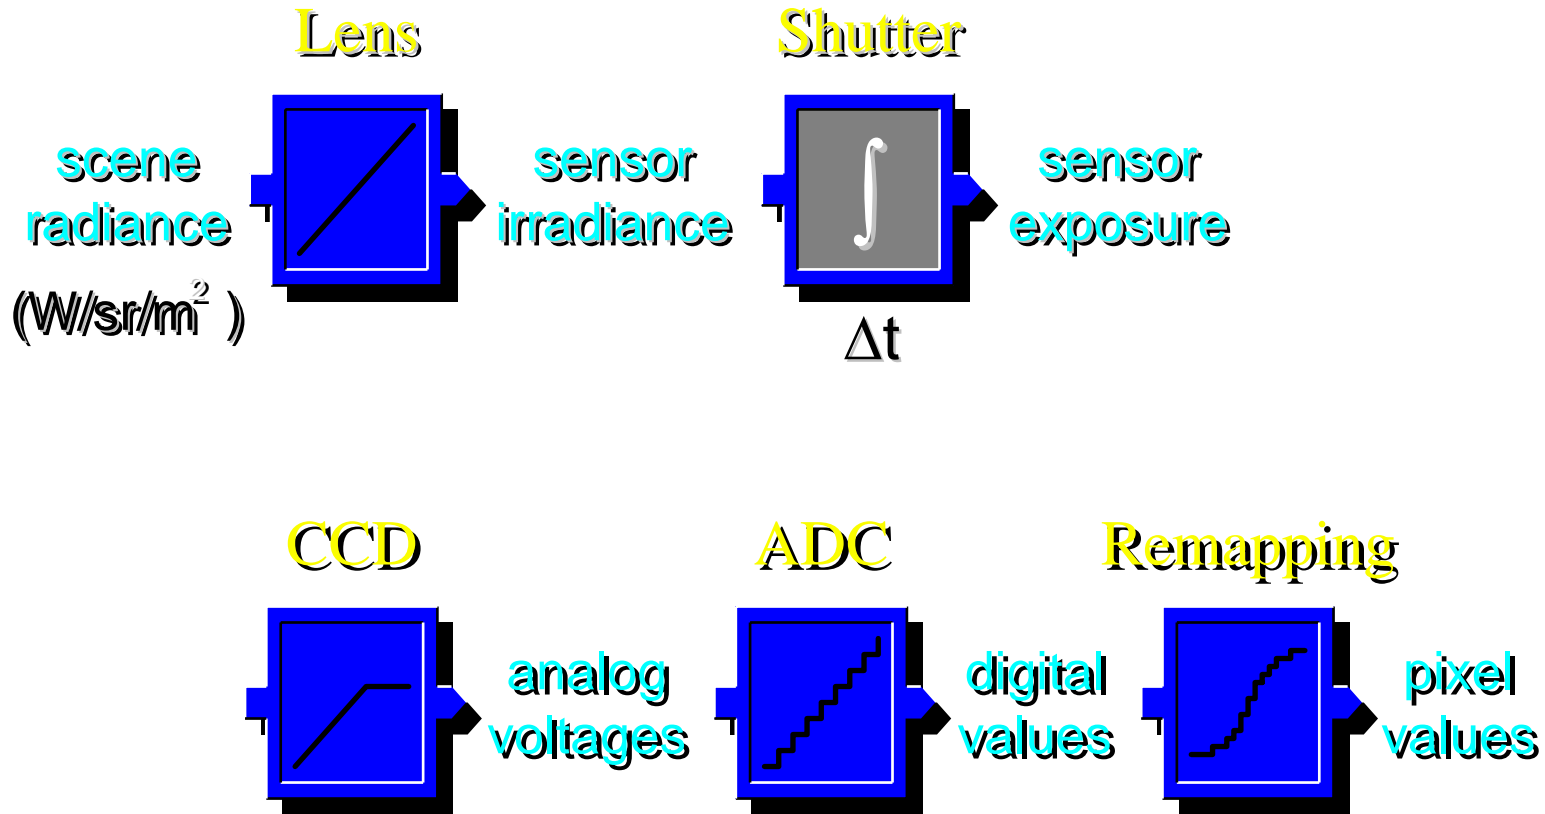 Lens
Shutter
scene
radiance
(W/sr/m² )
sensor
irradiance
∫
Δt
sensor
exposure
CCD
ADC
Remapping
analog
voltages
digital
values
pixel
values